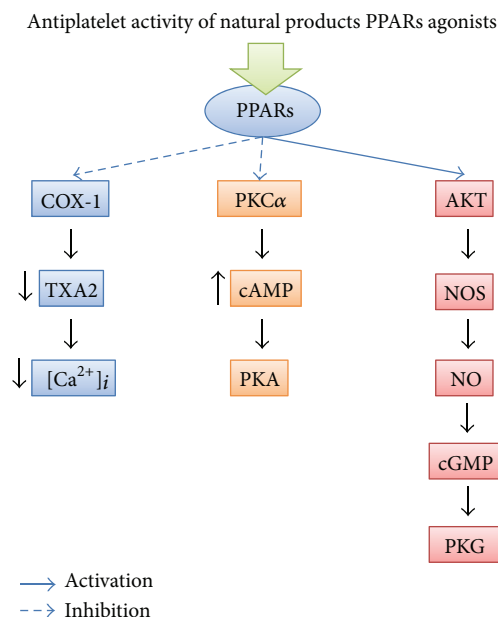 Antiplatelet activity of natural products PPARs agonists
PPARs
COX-1 PKCα AKT
TXA2 cAMP NOS
[Ca²⁺]i PKA NO
cGMP
PKG
Activation
Inhibition